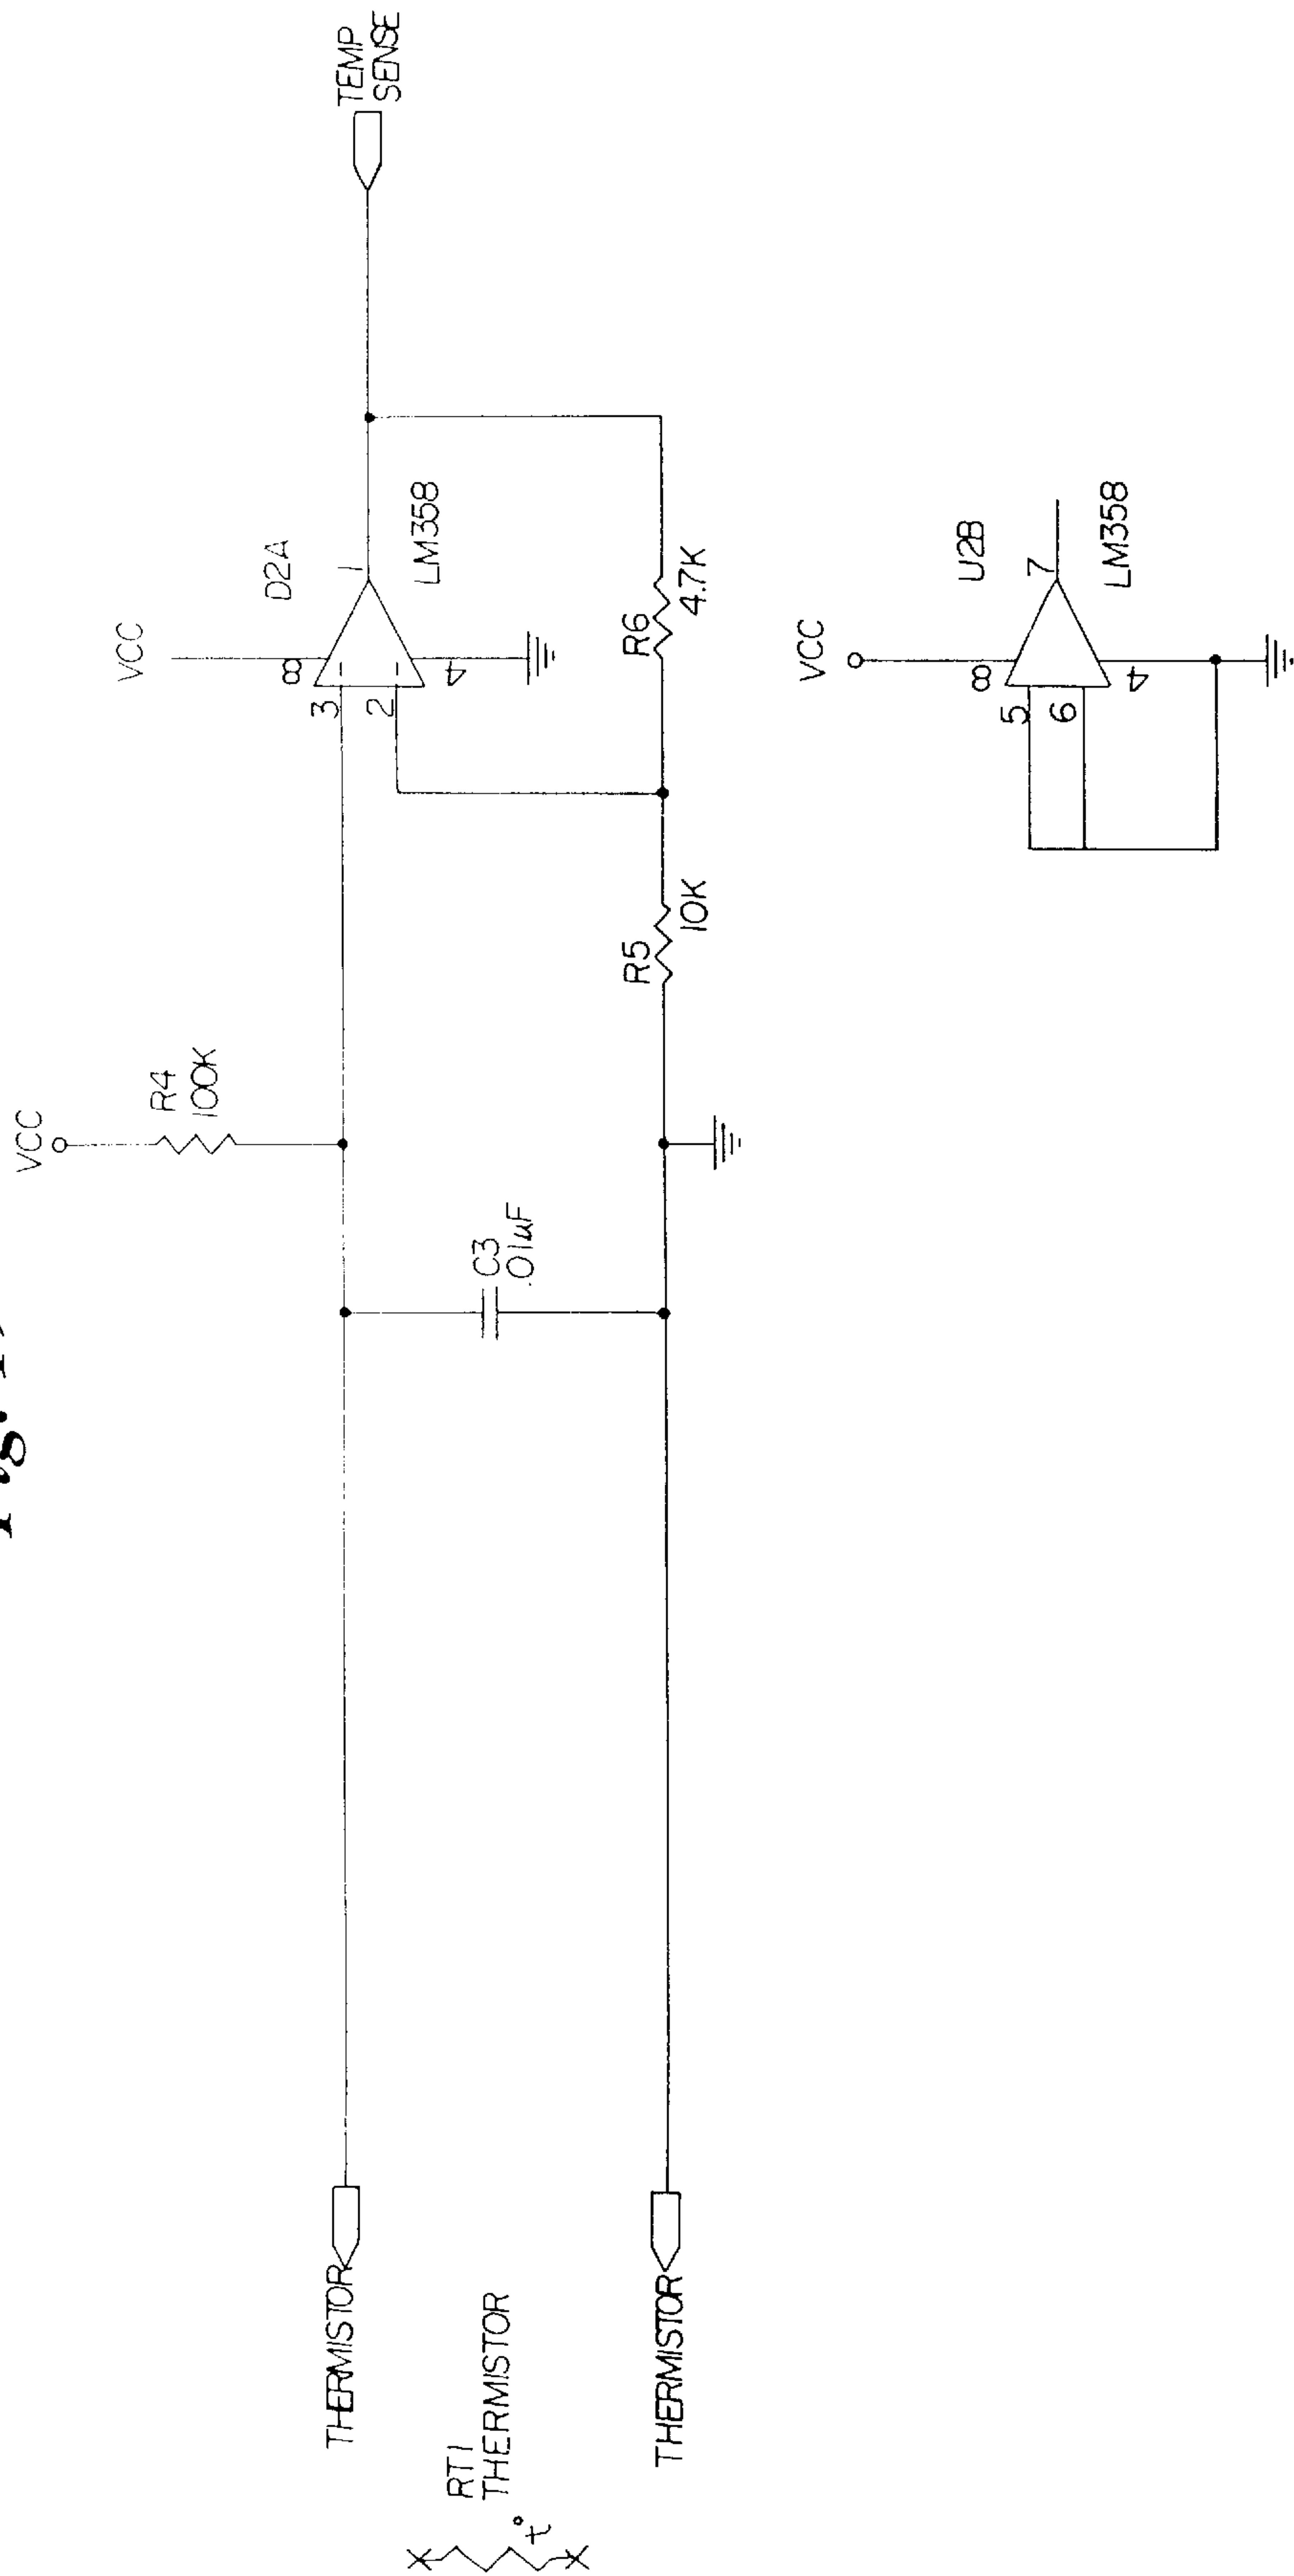 VCC
R4
100K
VCC
8
3
2
4
D2A
1
LM358
TEMP
SENSE
THERMISTOR
C3
.01uF
RT1
THERMISTOR
t°
THERMISTOR
R5
10K
R6
4.7K
VCC
8
5
6
4
U2B
7
LM358